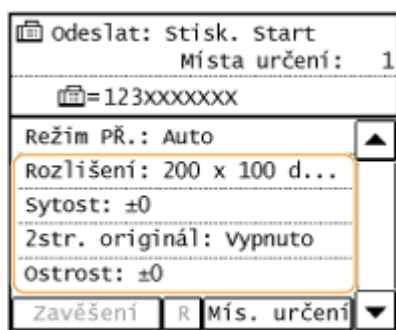 Odeslat: Stisk. Start
Místa určení: 1
=123xxxxxxx
Režim PŘ.: Auto
Rozlišení: 200 x 100 d...
Sytost: ±0
2str. originál: Vypnuto
Ostrost: ±0
Zavěšení R Mís. určení